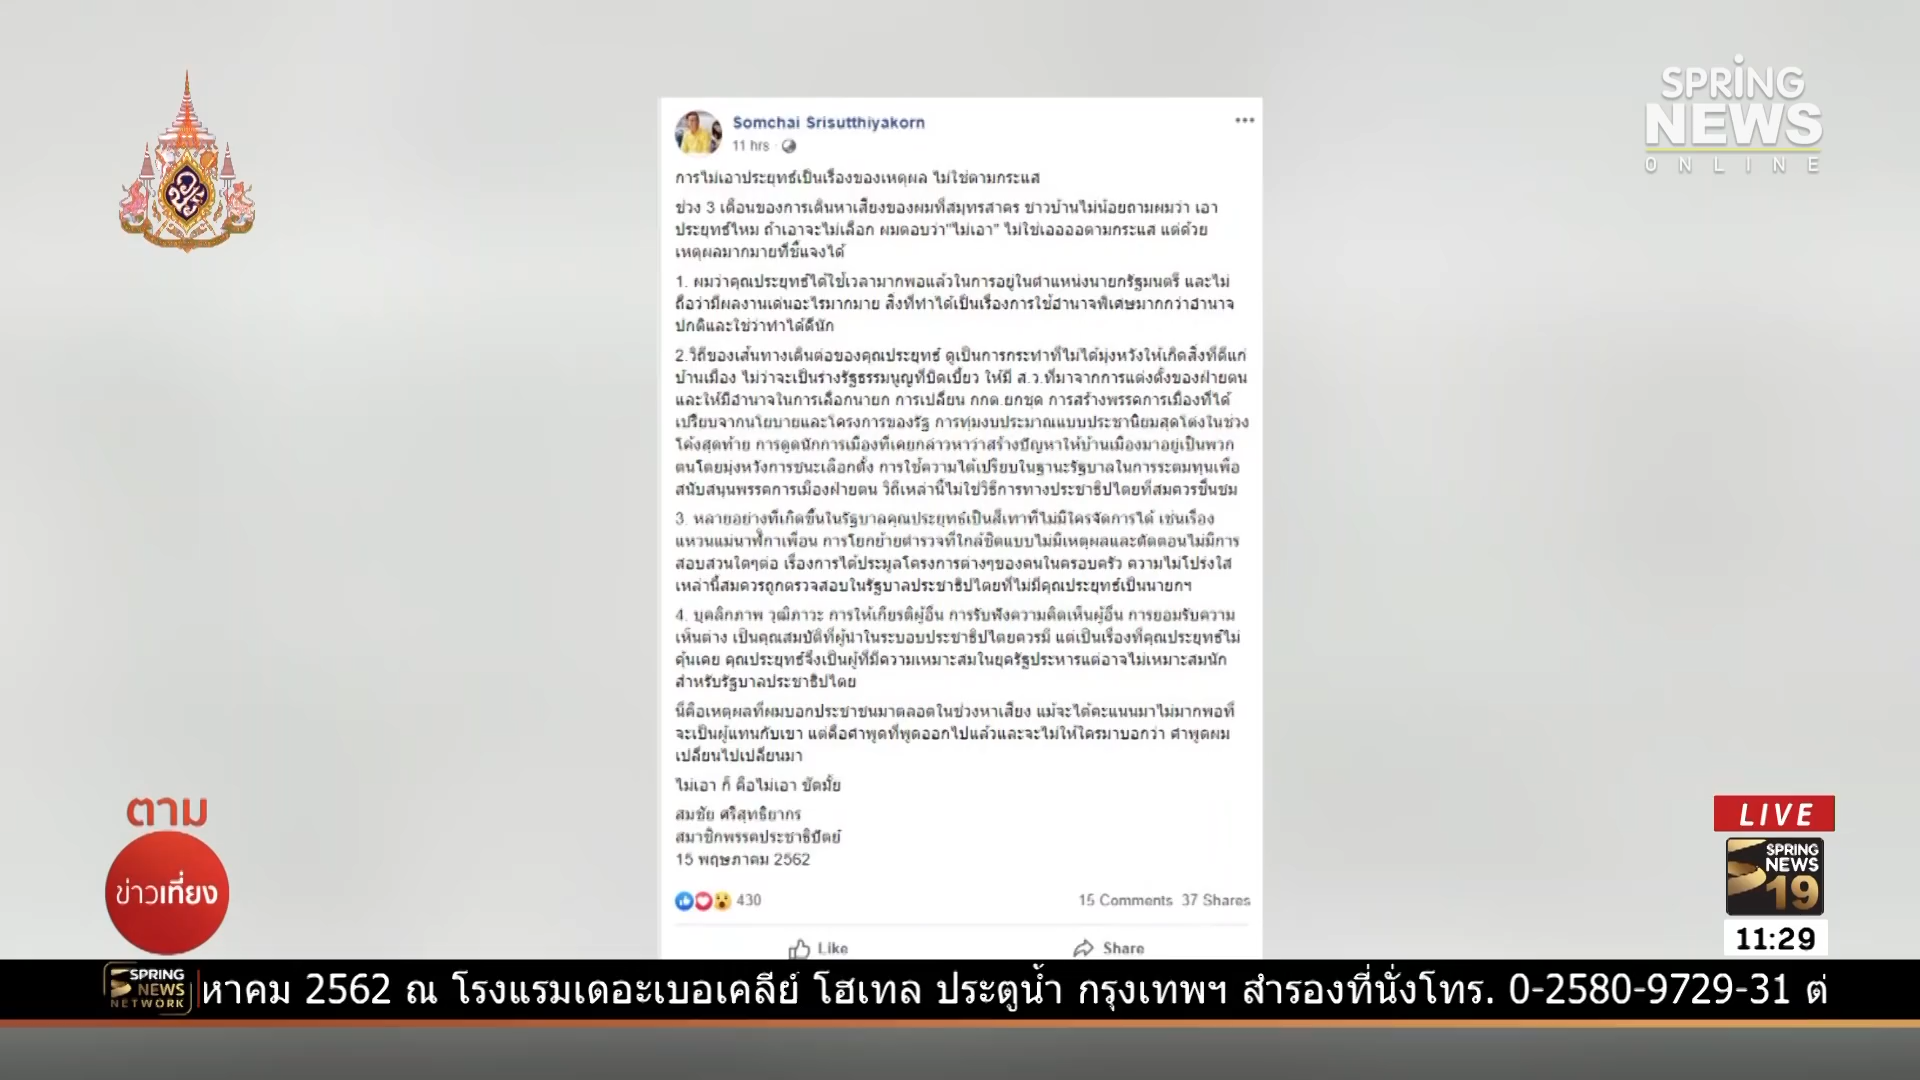 SPRING
NEWS
ONLINE
Somchai Srisutthiyakorn
11 hrs
การไม่เอาประยุทธ์เป็นเรื่องของเหตุผล ไม่ใช่ตามกระแส
ช่วง 3 เดือนของการเดินหาเสียงของผมที่สมุทรสาคร ชาวบ้านไม่น้อยถามผมว่า เอา
ประยุทธ์ไหม ถ้าเอาจะไม่เลือก ผมตอบว่า"ไม่เอา" ไม่ใช่เออออตามกระแส แต่ด้วย
เหตุผลมากมายที่ชี้แจงได้
1. ผมว่าคุณประยุทธ์ได้ใช้เวลามากพอแล้วในการอยู่ในตำแหน่งนายกรัฐมนตรี และไม่
ถือว่ามีผลงานเด่นอะไรมากมาย สิ่งที่ทำได้เป็นเรื่องการใช้อำนาจพิเศษมากกว่าอำนาจ
ปกติและใช่ว่าทำได้ดีนัก
2.วิถีของเส้นทางเดินต่อของคุณประยุทธ์ ดูเป็นการกระทำที่ไม่ได้มุ่งหวังให้เกิดสิ่งที่ดีแก่
บ้านเมือง ไม่ว่าจะเป็นร่างรัฐธรรมนูญที่บิดเบี้ยว ให้มี ส.ว.ที่มาจากการแต่งตั้งของฝ่ายตน
และให้มีอำนาจในการเลือกนายก การเปลี่ยน กกต.ยกชุด การสร้างพรรคการเมืองที่ได้
เปรียบจากนโยบายและโครงการของรัฐ การทุ่มงบประมาณแบบประชานิยมสุดโต่งในช่วง
โค้งสุดท้าย การดูดนักการเมืองที่เคยกล่าวหาว่าสร้างปัญหาให้บ้านเมืองมาอยู่เป็นพวก
ตนโดยมุ่งหวังการชนะเลือกตั้ง การใช้ความได้เปรียบในฐานะรัฐบาลในการระดมทุนเพื่อ
สนับสนุนพรรคการเมืองฝ่ายตน วิถีเหล่านี้ไม่ใช่วิธีการทางประชาธิปไตยที่สมควรชื่นชม
3. หลายอย่างที่เกิดขึ้นในรัฐบาลคุณประยุทธ์เป็นสีเทาที่ไม่มีใครจัดการได้ เช่นเรื่อง
แหวนแม่นาฬิกาเพื่อน การโยกย้ายตำรวจที่ใกล้ชิดแบบไม่มีเหตุผลและตัดตอนไม่มีการ
สอบสวนใดๆต่อ เรื่องการได้ประมูลโครงการต่างๆของคนในครอบครัว ความไม่โปร่งใส
เหล่านี้สมควรถูกตรวจสอบในรัฐบาลประชาธิปไตยที่ไม่มีคุณประยุทธ์เป็นนายกฯ
4. บุคลิกภาพ วุฒิภาวะ การให้เกียรติผู้อื่น การรับฟังความคิดเห็นผู้อื่น การยอมรับความ
เห็นต่าง เป็นคุณสมบัติที่ผู้นำในระบอบประชาธิปไตยควรมี แต่เป็นเรื่องที่คุณประยุทธ์ไม่
คุ้นเคย คุณประยุทธ์จึงเป็นผู้ที่มีความเหมาะสมในยุครัฐประหารแต่อาจไม่เหมาะสมนัก
สำหรับรัฐบาลประชาธิปไตย
นี่คือเหตุผลที่ผมบอกประชาชนมาตลอดในช่วงหาเสียง แม้จะได้คะแนนมาไม่มากพอที่
จะเป็นผู้แทนกับเขา แต่คือคำพูดที่พูดออกไปแล้วและจะไม่ให้ใครมาบอกว่า คำพูดผม
เปลี่ยนไปเปลี่ยนมา
ไม่เอา ก็ คือไม่เอา ชัดมั้ย
สมชัย ศรีสุทธิยากร
สมาชิกพรรคประชาธิปัตย์
15 พฤษภาคม 2562
430
15 Comments 37 Shares
Like
Share
ตาม
ข่าวเที่ยง
LIVE
SPRING
NEWS
19
11:29
SPRING
NEWS
NETWORK
หาคม 2562 ณ โรงแรมเดอะเบอเคลีย์ โฮเทล ประตูน้ำ กรุงเทพฯ สำรองที่นั่งโทร. 0-2580-9729-31 ต่